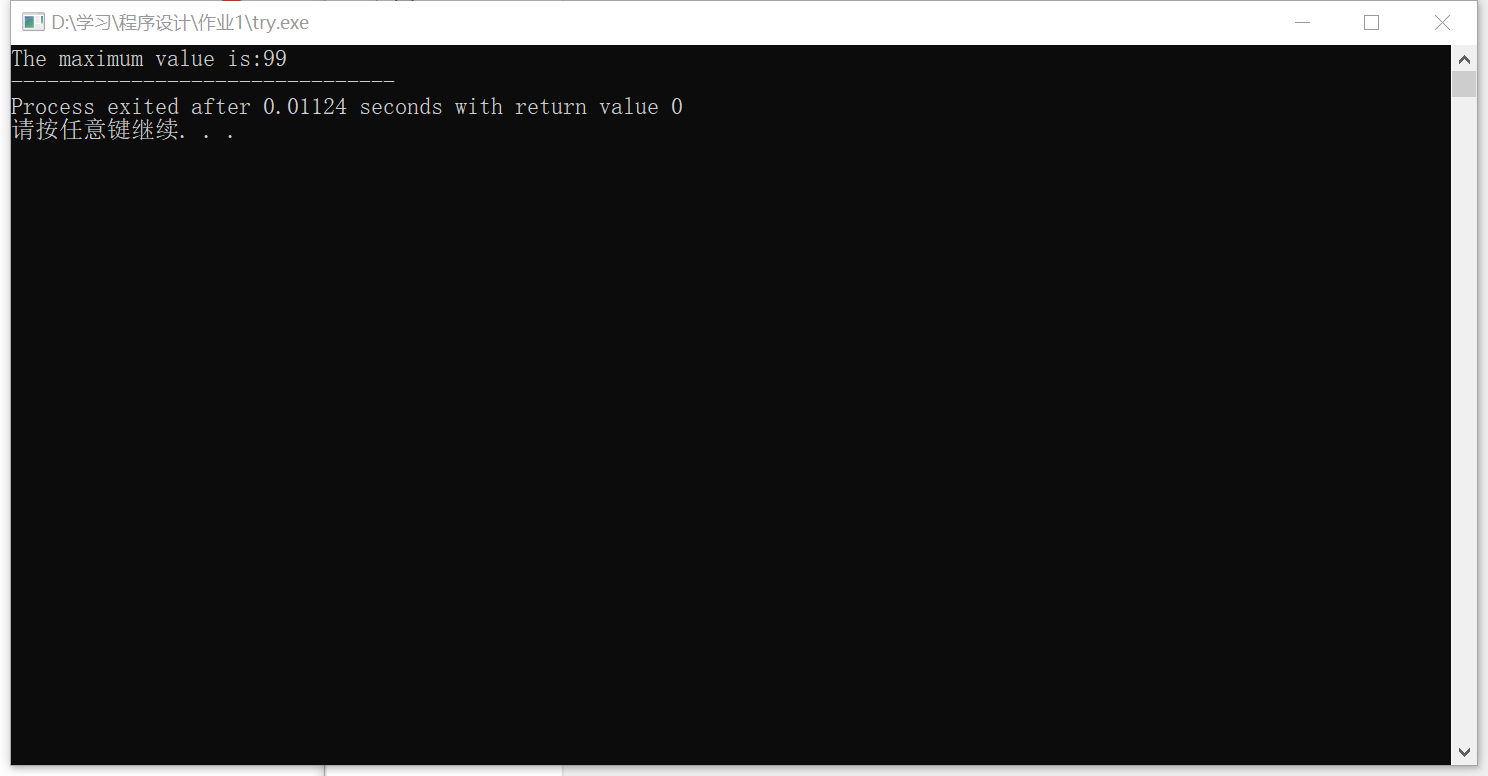 D:\学习\程序设计\作业1\try.exe
The maximum value is:99
--------------------------------
Process exited after 0.01124 seconds with return value 0
请按任意键继续. . .